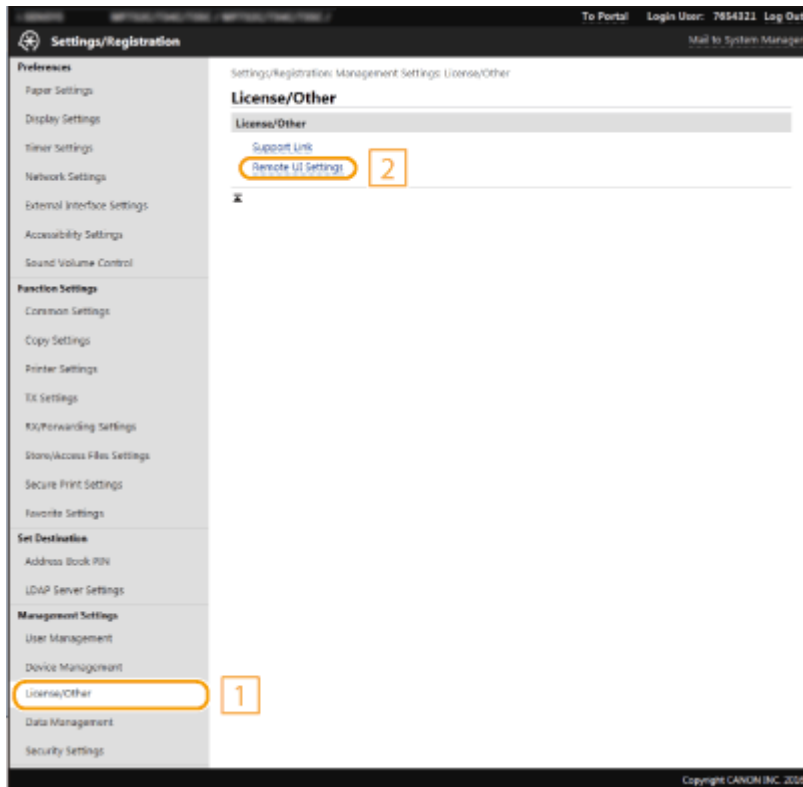 To Portal Login User: 7654321 Log Out
Settings/Registration
Mail to System Manager
Preferences
Paper Settings
Display Settings
Timer Settings
Network Settings
External Interface Settings
Accessibility Settings
Sound Volume Control
Function Settings
Common Settings
Copy Settings
Printer Settings
TX Settings
RX/Forwarding Settings
Store/Access Files Settings
Secure Print Settings
Favorite Settings
Set Destination
Address Book PIN
LDAP Server Settings
Management Settings
User Management
Device Management
License/Other
Data Management
Security Settings
1
Settings/Registration: Management Settings: License/Other
License/Other
License/Other
Support Link
Remote UI Settings
2
Copyright CANON INC. 2016